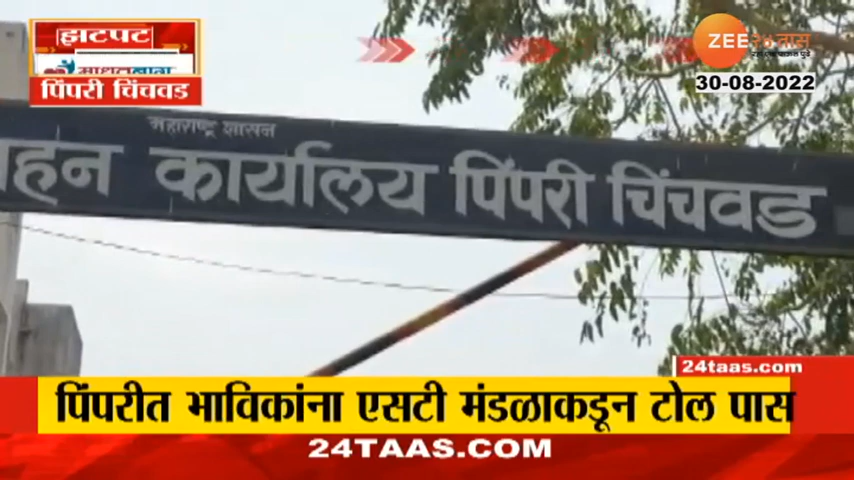 झटपट
पिंपरी चिंचवड
ZEE २४ तास
30-08-2022
महाराष्ट्र शासन
कार्यालय पिंपरी चिंचवड
24taas.com
पिंपरीत भाविकांना एसटी मंडळाकडून टोल पास
24TAAS.COM